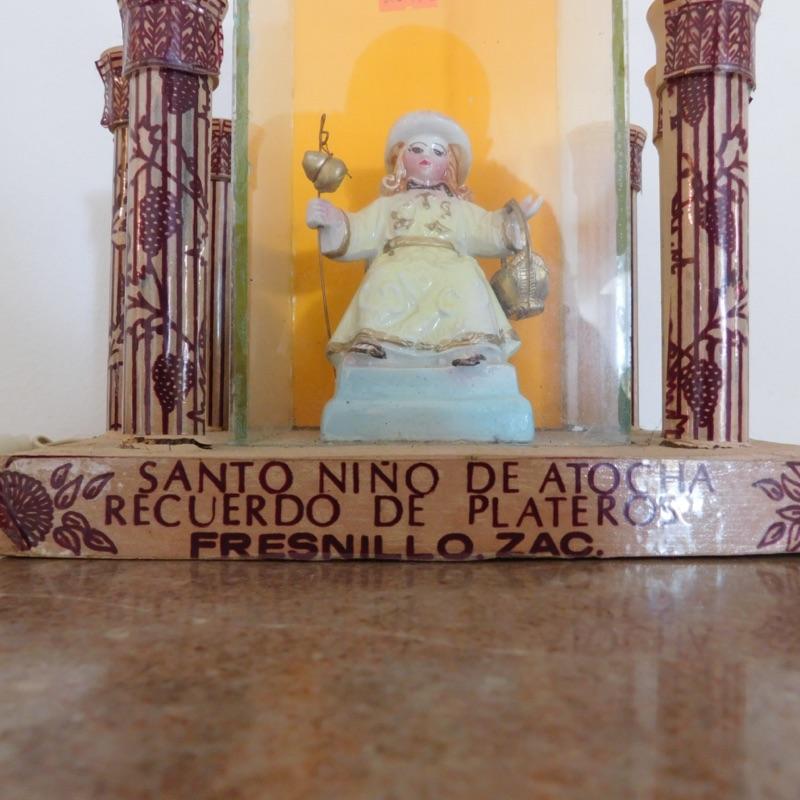 SANTO NIÑO DE ATOCHA
RECUERDO DE PLATEROS
FRESNILLO, ZAC.